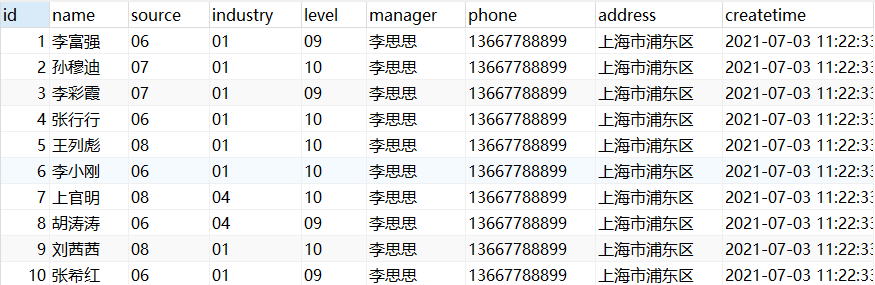 id name source industry level manager phone address createtime
1 李富强 06 01 09 李思思 13667788899 上海市浦东区 2021-07-03 11:22:33
2 孙穆迪 07 01 10 李思思 13667788899 上海市浦东区 2021-07-03 11:22:33
3 李彩霞 07 01 09 李思思 13667788899 上海市浦东区 2021-07-03 11:22:33
4 张行行 06 01 10 李思思 13667788899 上海市浦东区 2021-07-03 11:22:33
5 王列彪 08 01 10 李思思 13667788899 上海市浦东区 2021-07-03 11:22:33
6 李小刚 06 01 10 李思思 13667788899 上海市浦东区 2021-07-03 11:22:33
7 上官明 08 04 10 李思思 13667788899 上海市浦东区 2021-07-03 11:22:33
8 胡涛涛 06 04 09 李思思 13667788899 上海市浦东区 2021-07-03 11:22:33
9 刘茜茜 08 01 10 李思思 13667788899 上海市浦东区 2021-07-03 11:22:33
10 张希红 06 01 09 李思思 13667788899 上海市浦东区 2021-07-03 11:22:33